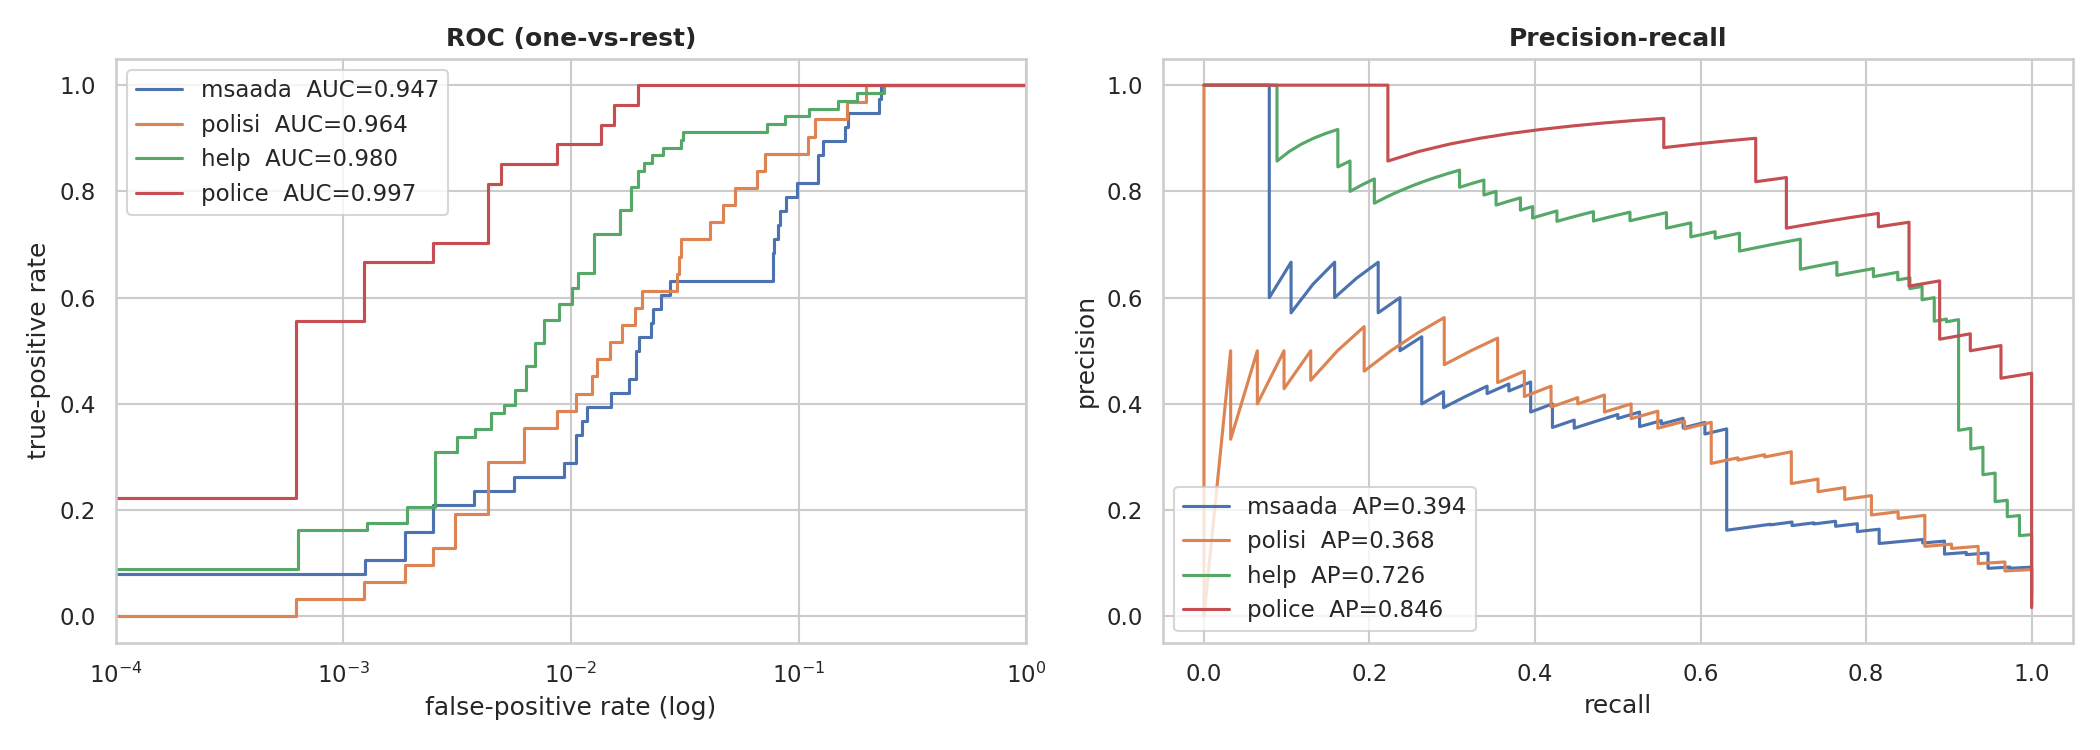 ROC (one-vs-rest)
msaada AUC=0.947
polisi AUC=0.964
help AUC=0.980
police AUC=0.997
true-positive rate
1.0
0.8
0.6
0.4
0.2
0.0
10⁻⁴
10⁻³
10⁻²
10⁻¹
10⁰
false-positive rate (log)
Precision-recall
precision
1.0
0.8
0.6
0.4
0.2
0.0
msaada AP=0.394
polisi AP=0.368
help AP=0.726
police AP=0.846
0.0
0.2
0.4
0.6
0.8
1.0
recall